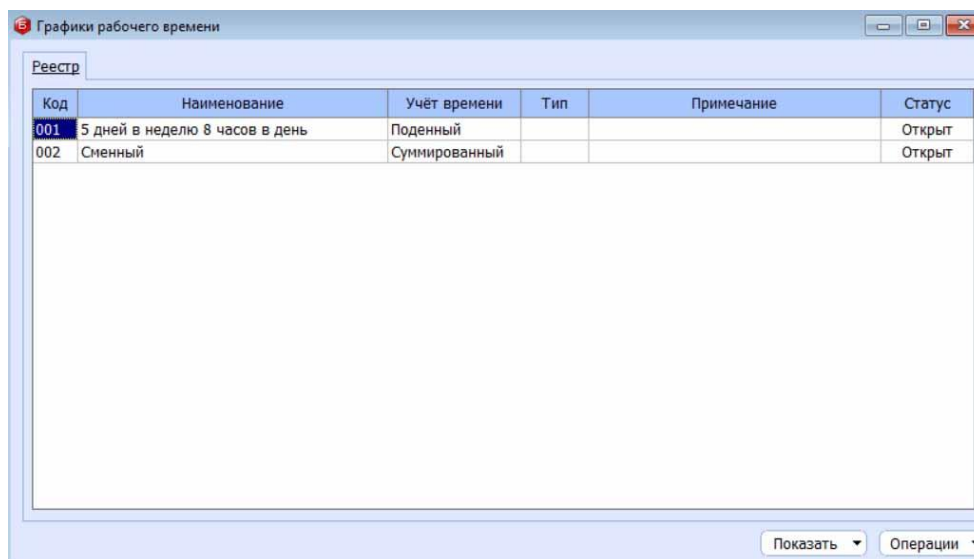 Графики рабочего времени
Реестр
Код Наименование Учёт времени Тип Примечание Статус
001 5 дней в неделю 8 часов в день Поденный Открыт
002 Сменный Суммированный Открыт
Показать Операции